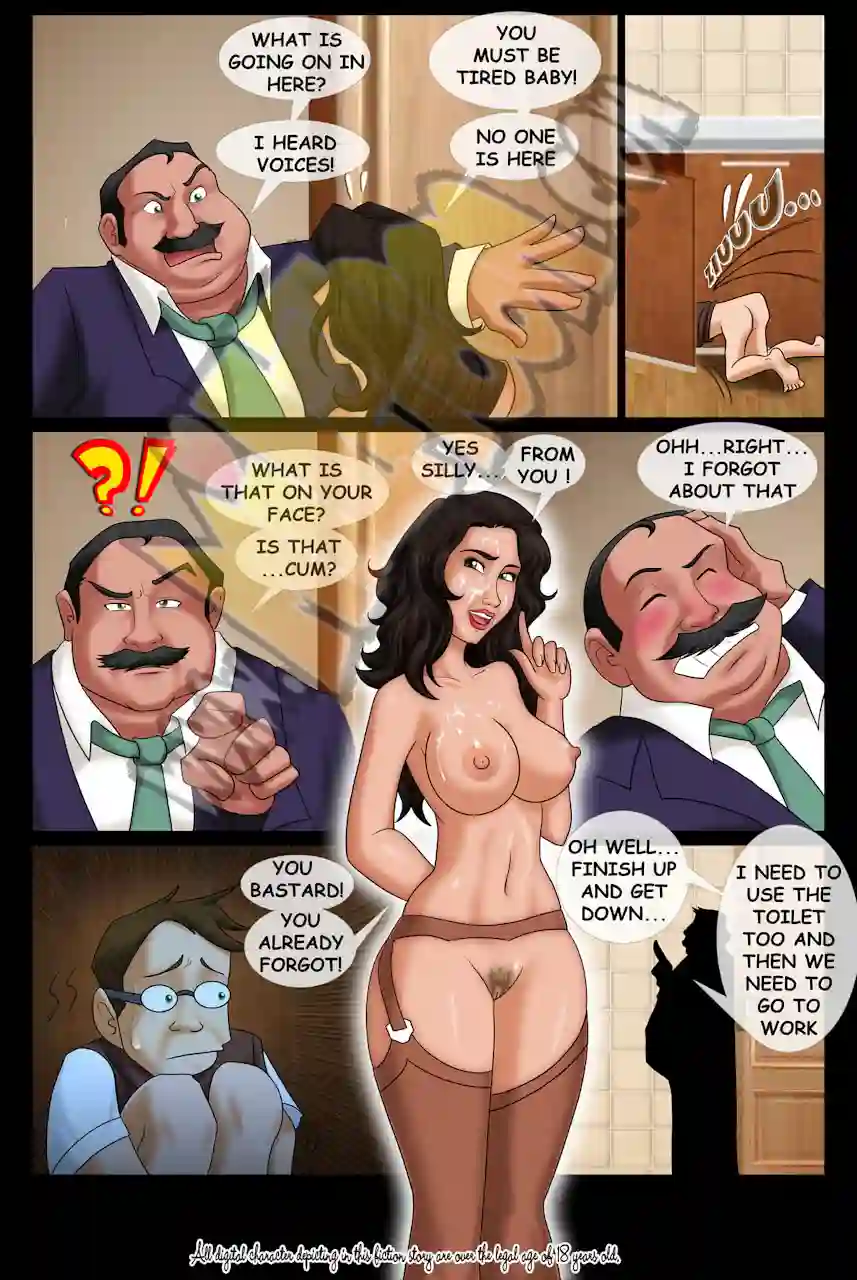 WHAT IS
GOING ON IN
HERE?
I HEARD
VOICES!
YOU
MUST BE
TIRED BABY!
NO ONE
IS HERE
?!
WHAT IS
THAT ON YOUR
FACE?
IS THAT
...CUM?
YES
SILLY....
FROM
YOU !
OHH...RIGHT...
I FORGOT
ABOUT THAT
YOU
BASTARD!
YOU
ALREADY
FORGOT!
OH WELL...
FINISH UP
AND GET
DOWN...
I NEED TO
USE THE
TOILET
TOO AND
THEN WE
NEED TO
GO TO
WORK
All digital character depicting in this fiction story are over the legal age of 18 years old.